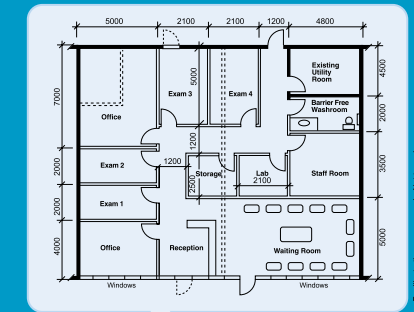 5000 2100 2100 1200 4800
7000
5000
4500
Existing
Utility
Room
Exam 3
Exam 4
Barrier Free
Washroom
2000
Office
1200
2000
Exam 2
1200
Storage
Lab
2100
2500
Staff Room
3500
2000
Exam 1
4000
Office
Reception
Waiting Room
5000
Windows
Windows